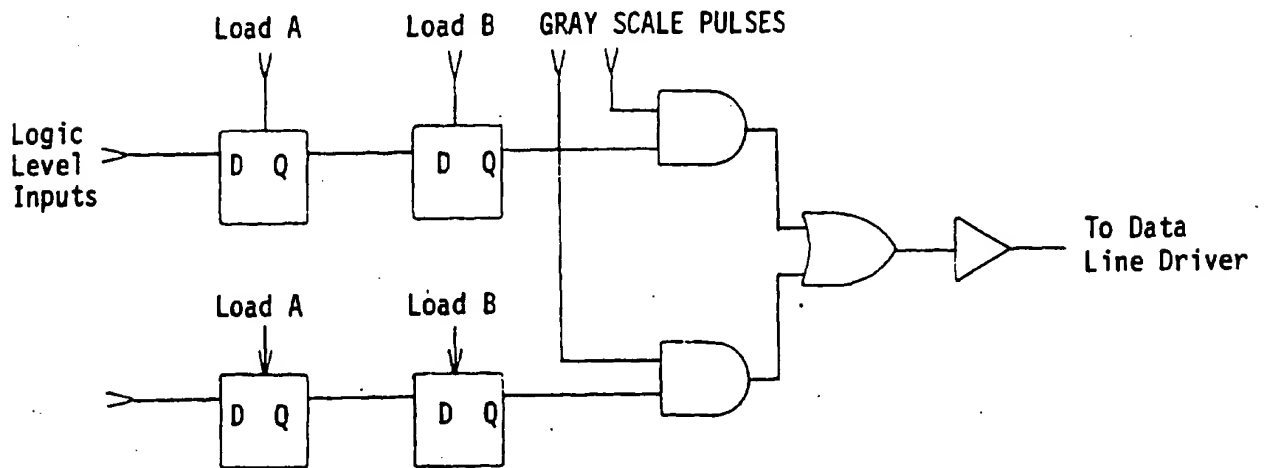 Load A
Load B
GRAY SCALE PULSES
Logic
Level
Inputs
D Q
D Q
To Data
Line Driver
Load A
Load B
D Q
D Q